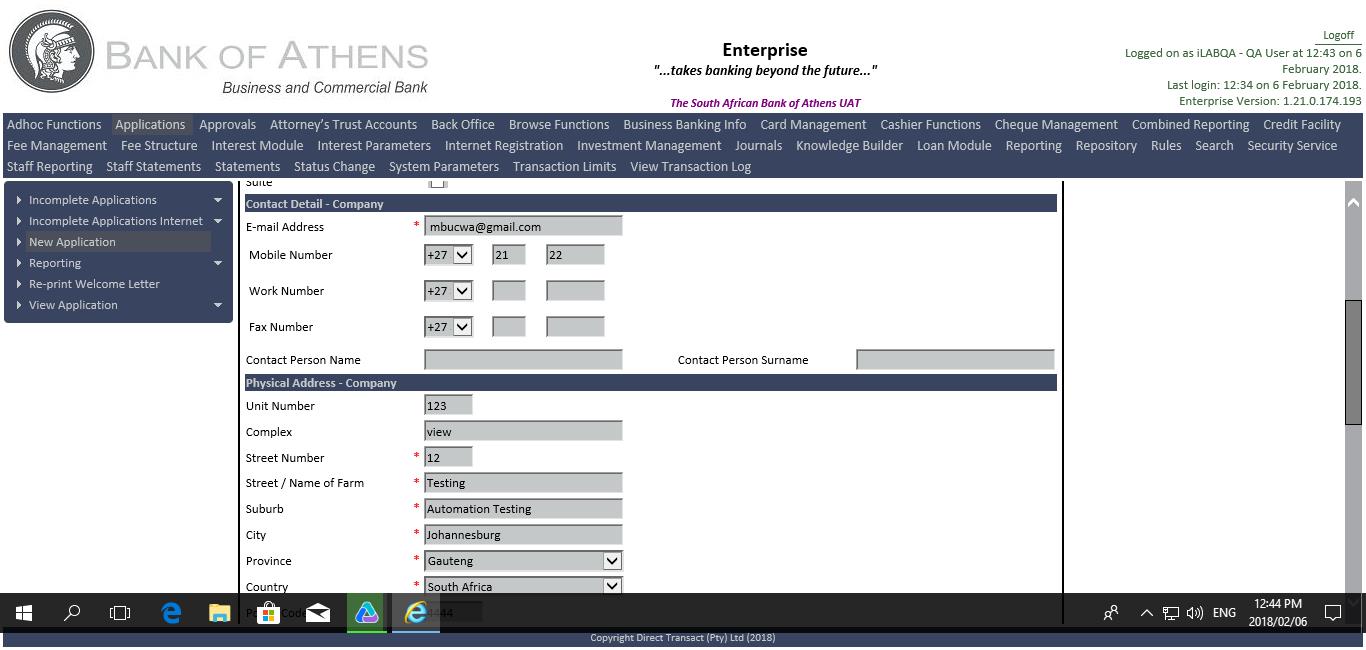 BANK OF ATHENS
Business and Commercial Bank
Enterprise
"...takes banking beyond the future..."
The South African Bank of Athens UAT
Logoff
Logged on as iLABQA - QA User at 12:43 on 6
February 2018.
Last login: 12:34 on 6 February 2018.
Enterprise Version: 1.21.0.174.193
Adhoc Functions Applications Approvals Attorney's Trust Accounts Back Office Browse Functions Business Banking Info Card Management Cashier Functions Cheque Management Combined Reporting Credit Facility
Fee Management Fee Structure Interest Module Interest Parameters Internet Registration Investment Management Journals Knowledge Builder Loan Module Reporting Repository Rules Search Security Service
Staff Reporting Staff Statements Statements Status Change System Parameters Transaction Limits View Transaction Log
Incomplete Applications
Incomplete Applications Internet
New Application
Reporting
Re-print Welcome Letter
View Application
Suite
Contact Detail - Company
E-mail Address * mbucwa@gmail.com
Mobile Number +27 21 22
Work Number +27
Fax Number +27
Contact Person Name Contact Person Surname
Physical Address - Company
Unit Number 123
Complex view
Street Number * 12
Street / Name of Farm * Testing
Suburb * Automation Testing
City * Johannesburg
Province * Gauteng
Country * South Africa
ENG
12:44 PM
2018/02/06
Copyright Direct Transact (Pty) Ltd (2018)